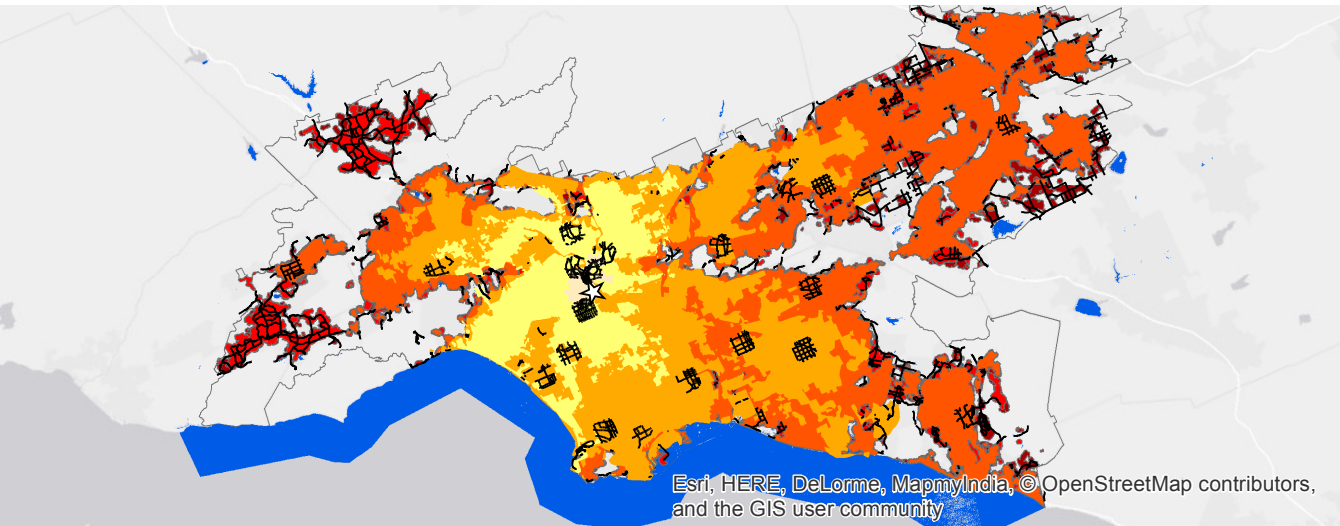 Esri, HERE, DeLorme, MapmyIndia, © OpenStreetMap contributors,
and the GIS user community